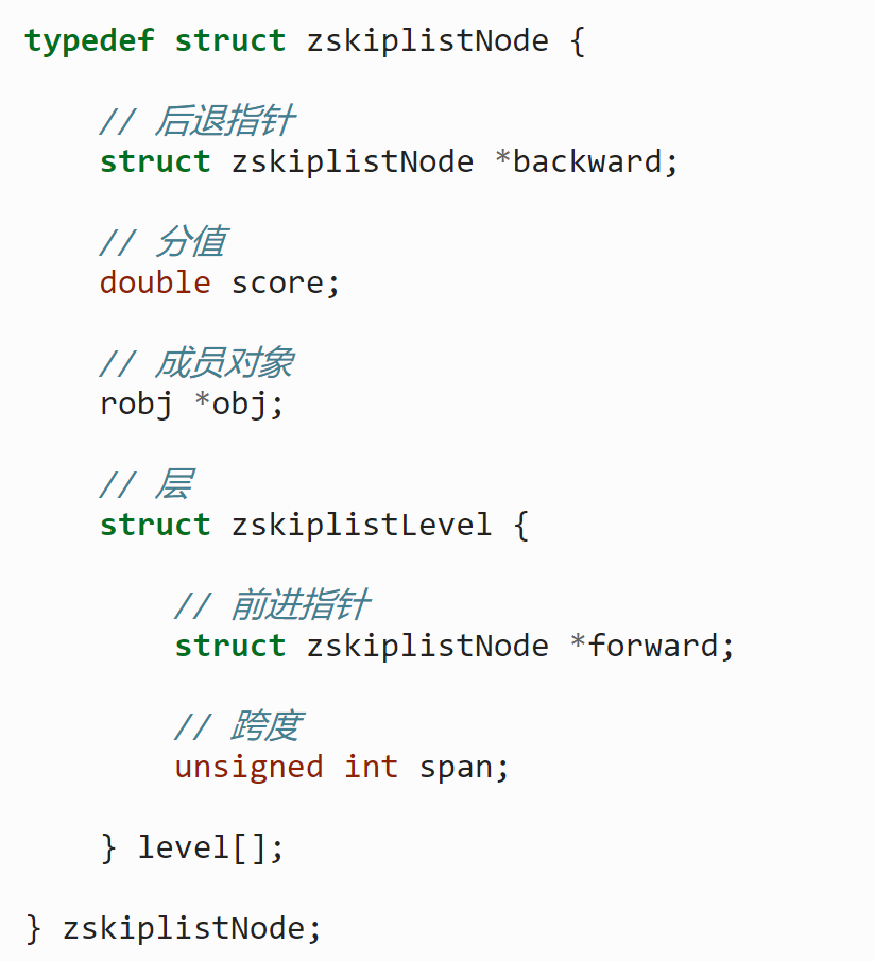 typedef struct zskiplistNode {
// 后退指针
struct zskiplistNode *backward;
// 分值
double score;
// 成员对象
robj *obj;
// 层
struct zskiplistLevel {
// 前进指针
struct zskiplistNode *forward;
// 跨度
unsigned int span;
} level[];
} zskiplistNode;